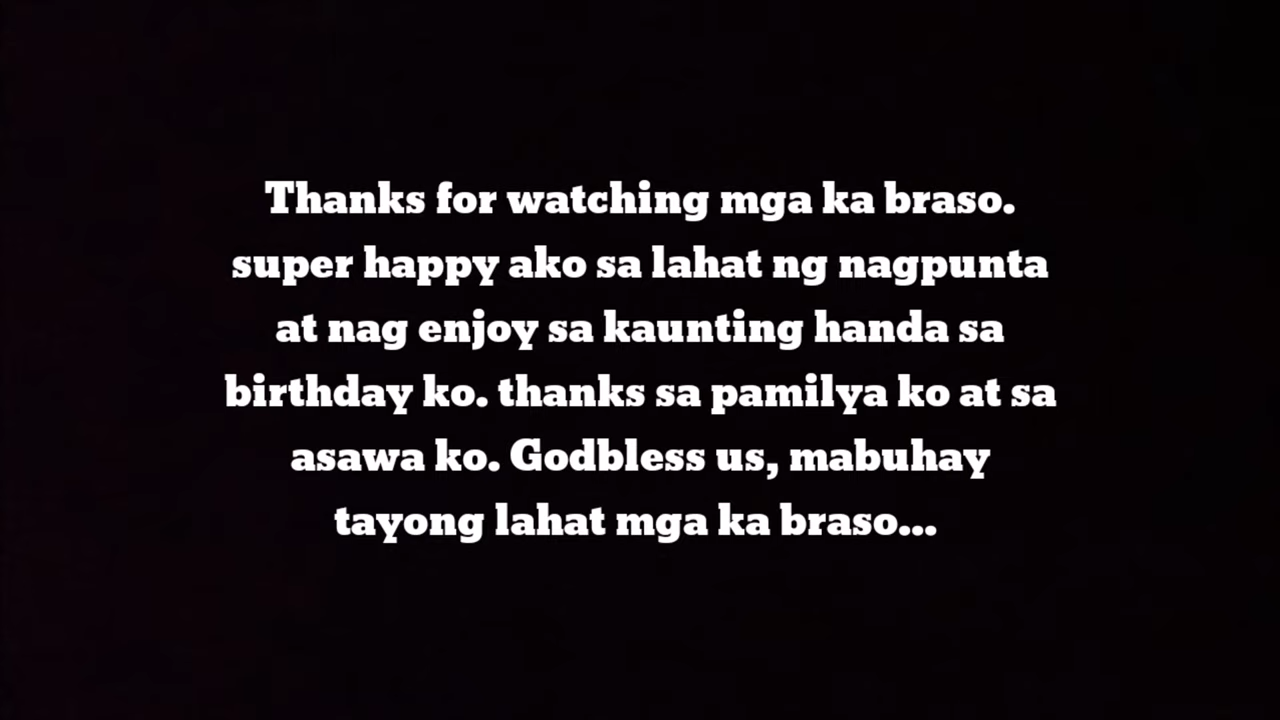 Thanks for watching mga ka braso.
super happy ako sa lahat ng nagpunta
at nag enjoy sa kaunting handa sa
birthday ko. thanks sa pamilya ko at sa
asawa ko. Godbless us, mabuhay
tayong lahat mga ka braso...